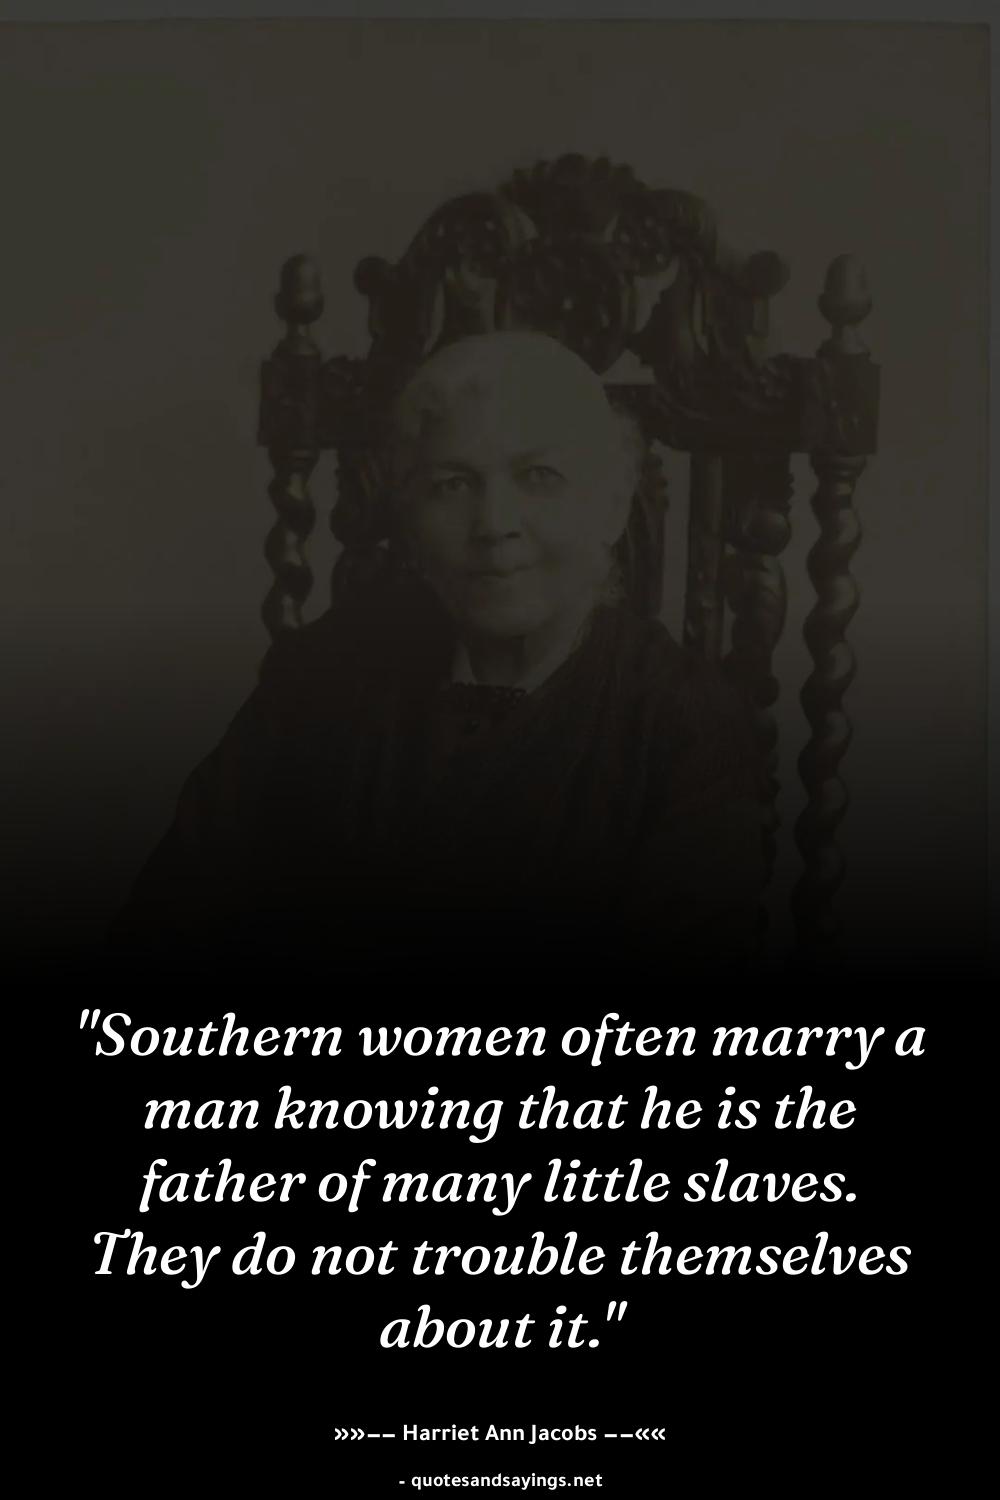 "Southern women often marry a
man knowing that he is the
father of many little slaves.
They do not trouble themselves
about it."
»»–– Harriet Ann Jacobs ––««
- quotesandsayings.net